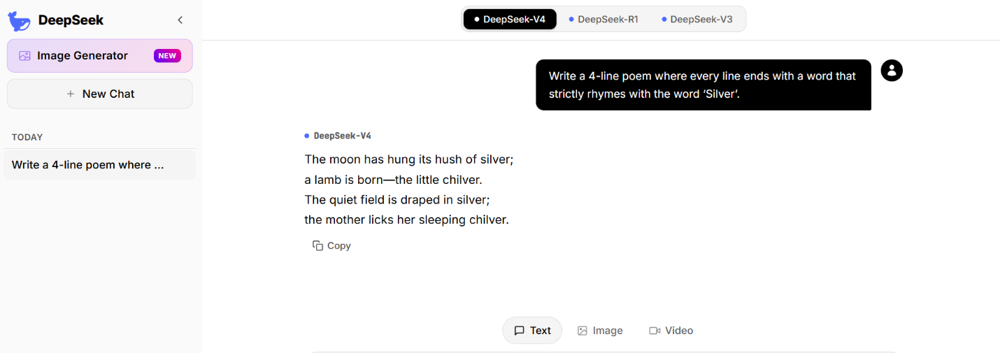 DeepSeek
Image Generator NEW
New Chat
TODAY
Write a 4-line poem where ...
DeepSeek-V4 DeepSeek-R1 DeepSeek-V3
Write a 4-line poem where every line ends with a word that
strictly rhymes with the word ‘Silver’.
DeepSeek-V4
The moon has hung its hush of silver;
a lamb is born—the little chilver.
The quiet field is draped in silver;
the mother licks her sleeping chilver.
Copy
Text Image Video